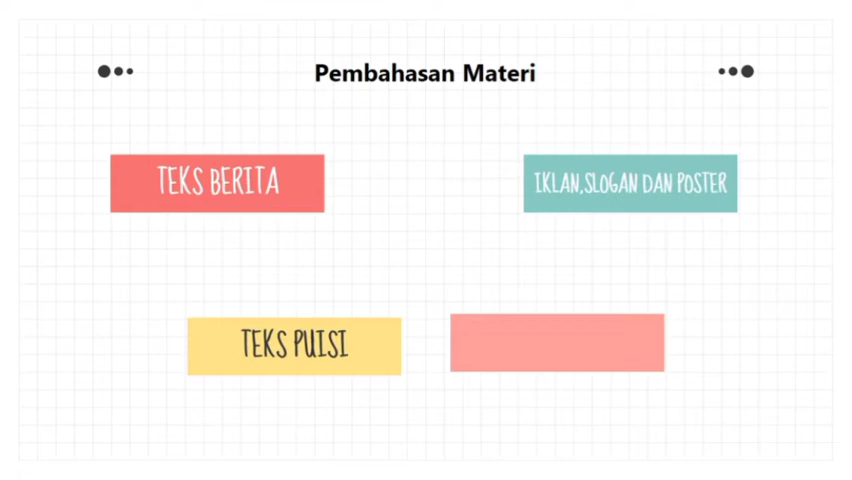 Pembahasan Materi
TEKS BERITA
IKLAN,SLOGAN DAN POSTER
TEKS PUISI